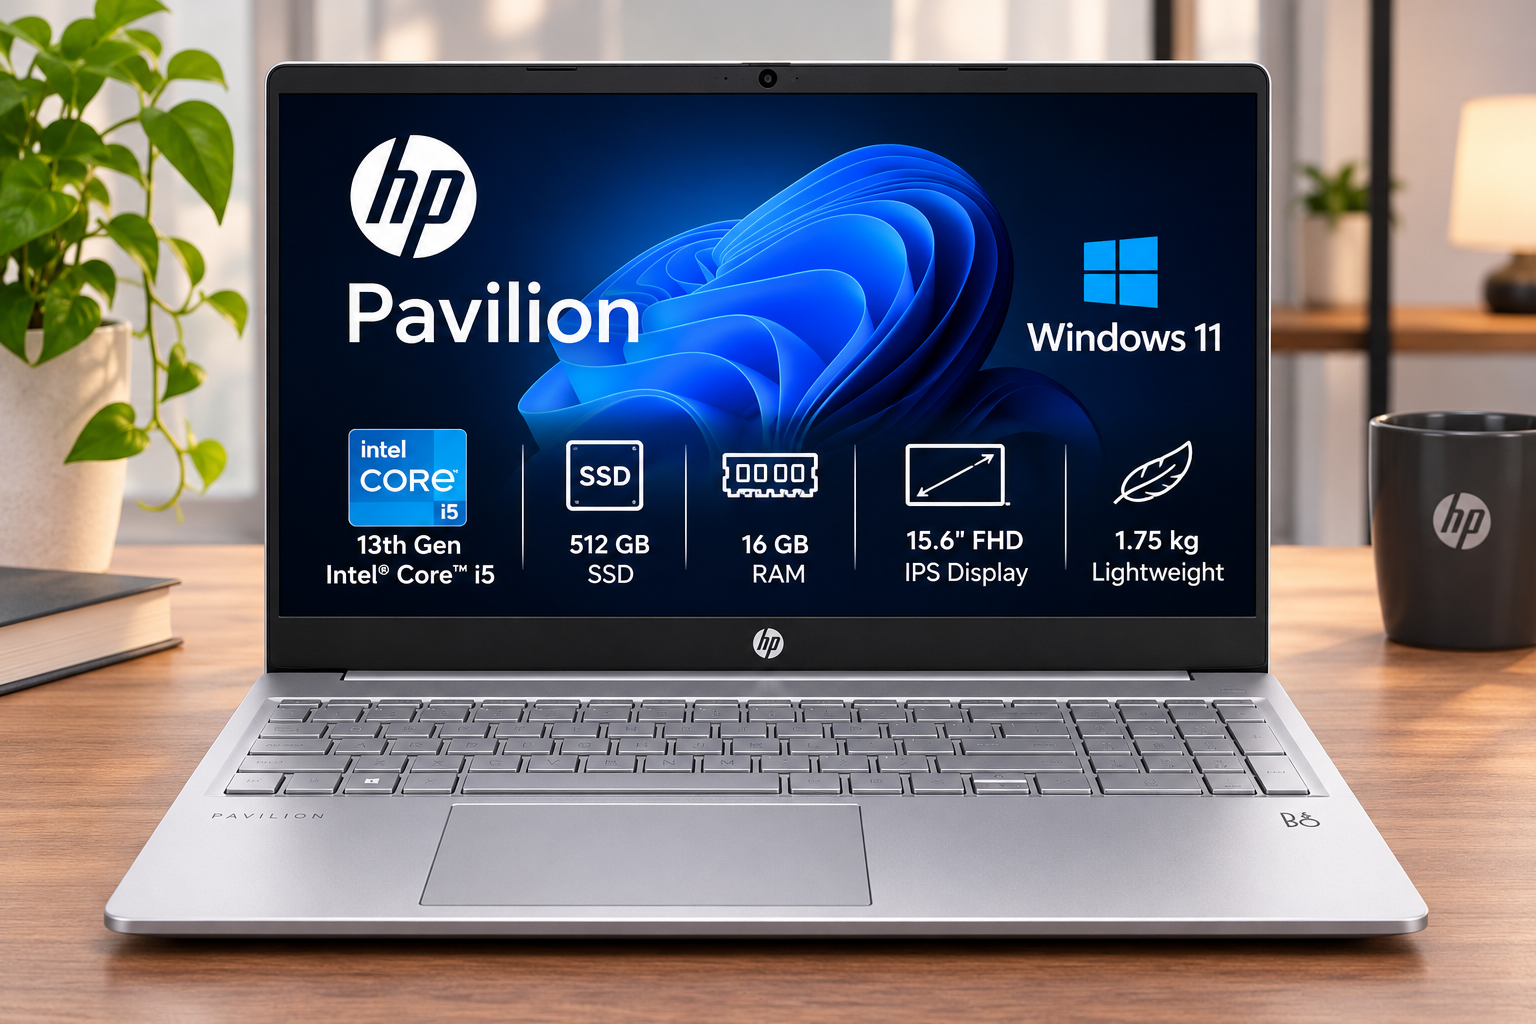 hp
Pavilion
Windows 11
intel
CORE™
i5
13th Gen
Intel® Core™ i5
SSD
512 GB
SSD
16 GB
RAM
15.6" FHD
IPS Display
1.75 kg
Lightweight
hp
hp
PAVILION
B&O